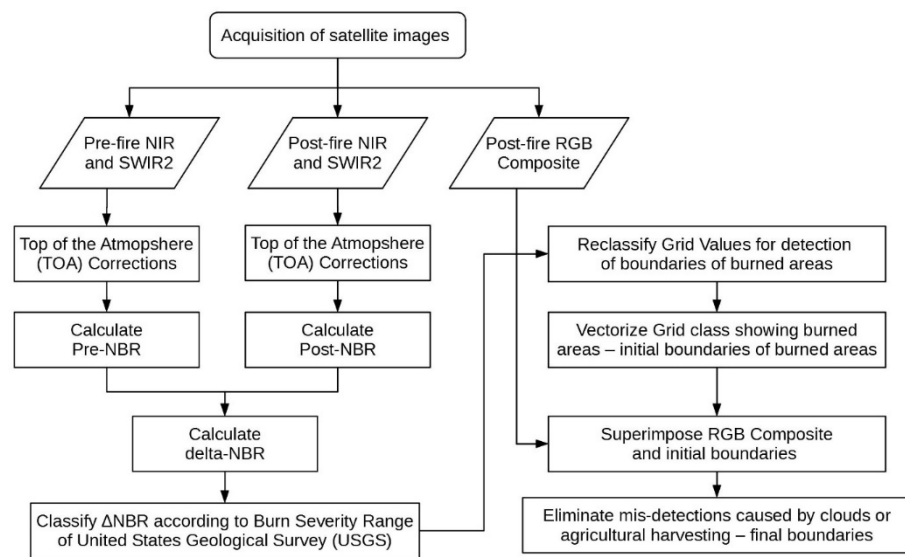 Acquisition of satellite images
Pre-fire NIR
and SWIR2
Post-fire NIR
and SWIR2
Post-fire RGB
Composite
Top of the Atmopshere
(TOA) Corrections
Top of the Atmopshere
(TOA) Corrections
Reclassify Grid Values for detection
of boundaries of burned areas
Calculate
Pre-NBR
Calculate
Post-NBR
Vectorize Grid class showing burned
areas – initial boundaries of burned areas
Calculate
delta-NBR
Superimpose RGB Composite
and initial boundaries
Classify ΔNBR according to Burn Severity Range
of United States Geological Survey (USGS)
Eliminate mis-detections caused by clouds or
agricultural harvesting – final boundaries